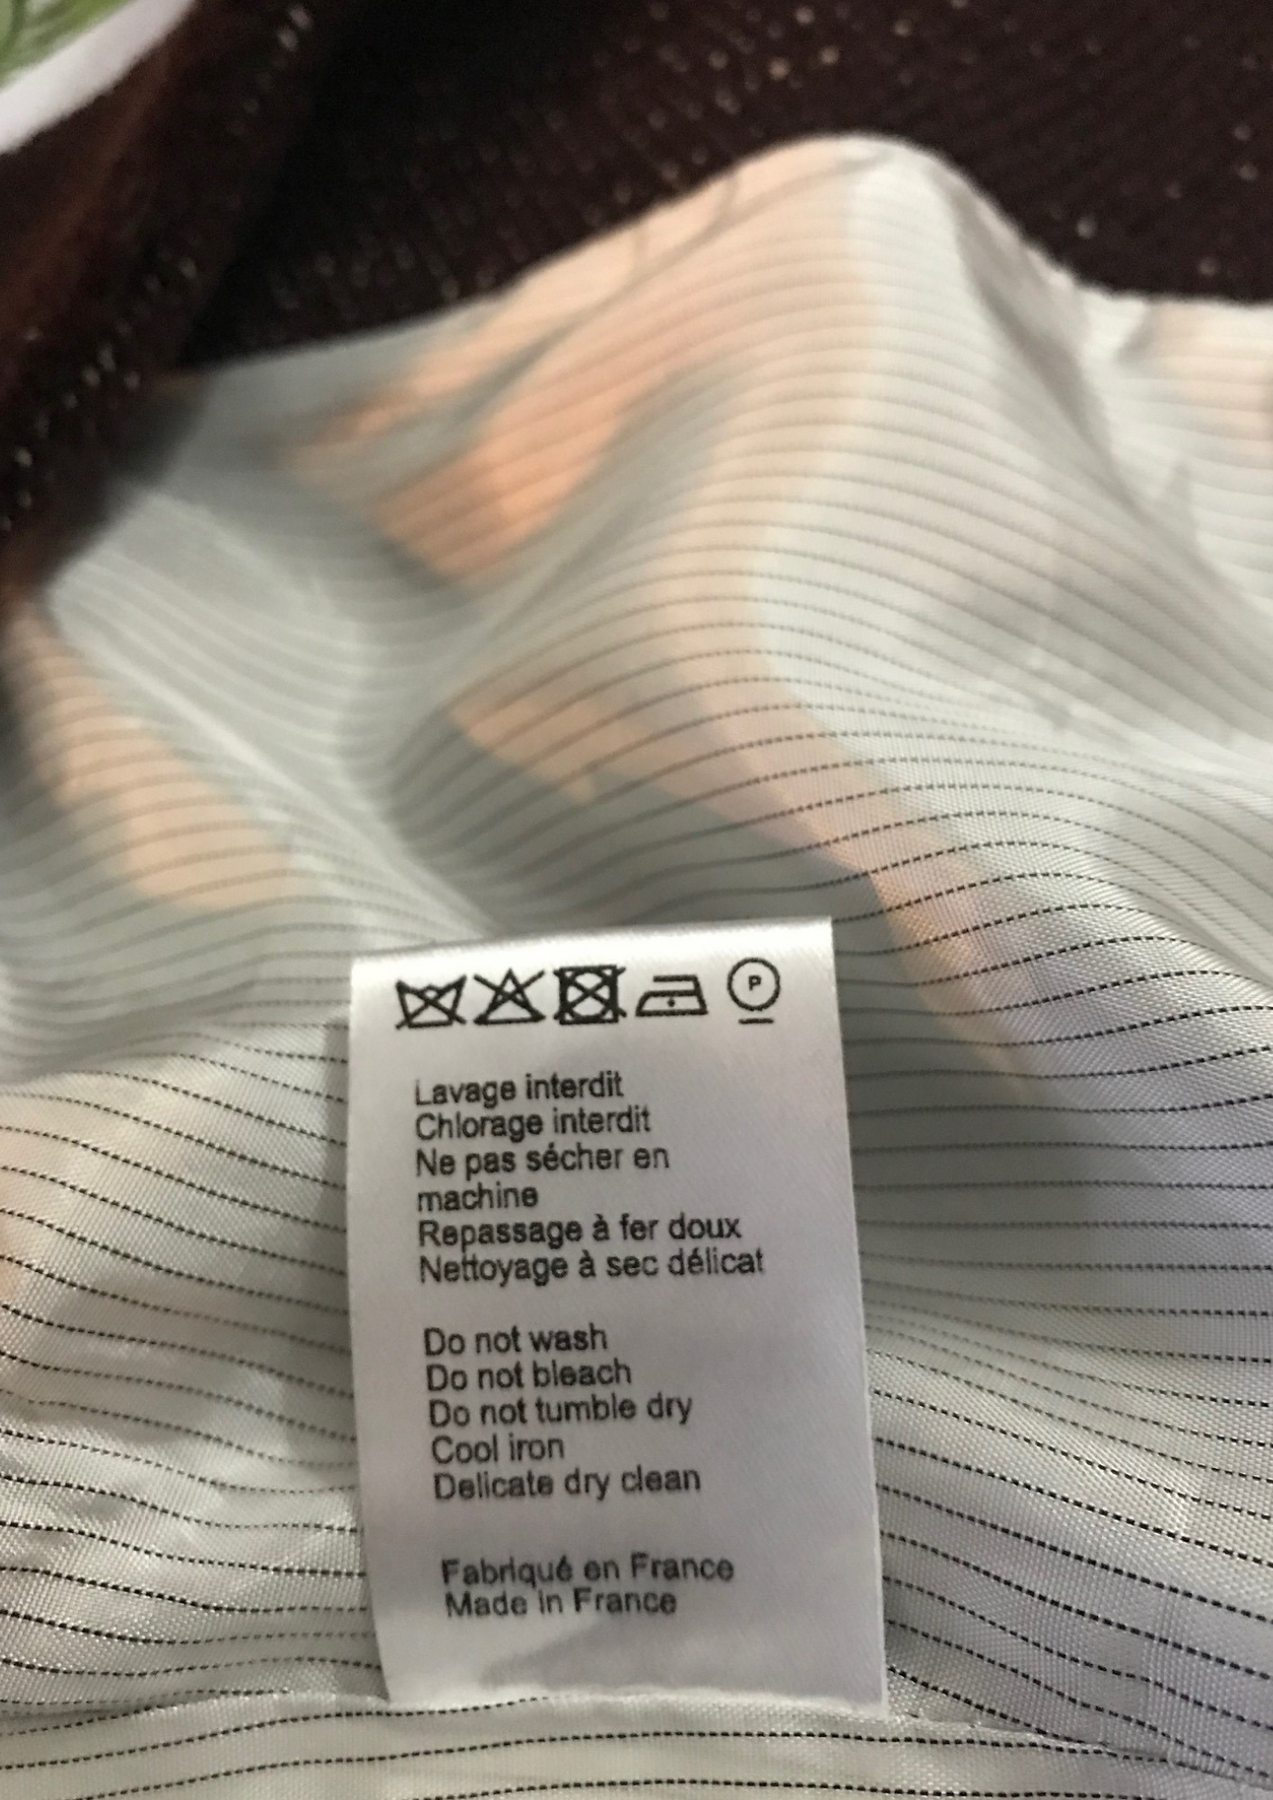 P
Lavage interdit
Chlorage interdit
Ne pas sécher en
machine
Repassage à fer doux
Nettoyage à sec délicat
Do not wash
Do not bleach
Do not tumble dry
Cool iron
Delicate dry clean
Fabriqué en France
Made in France